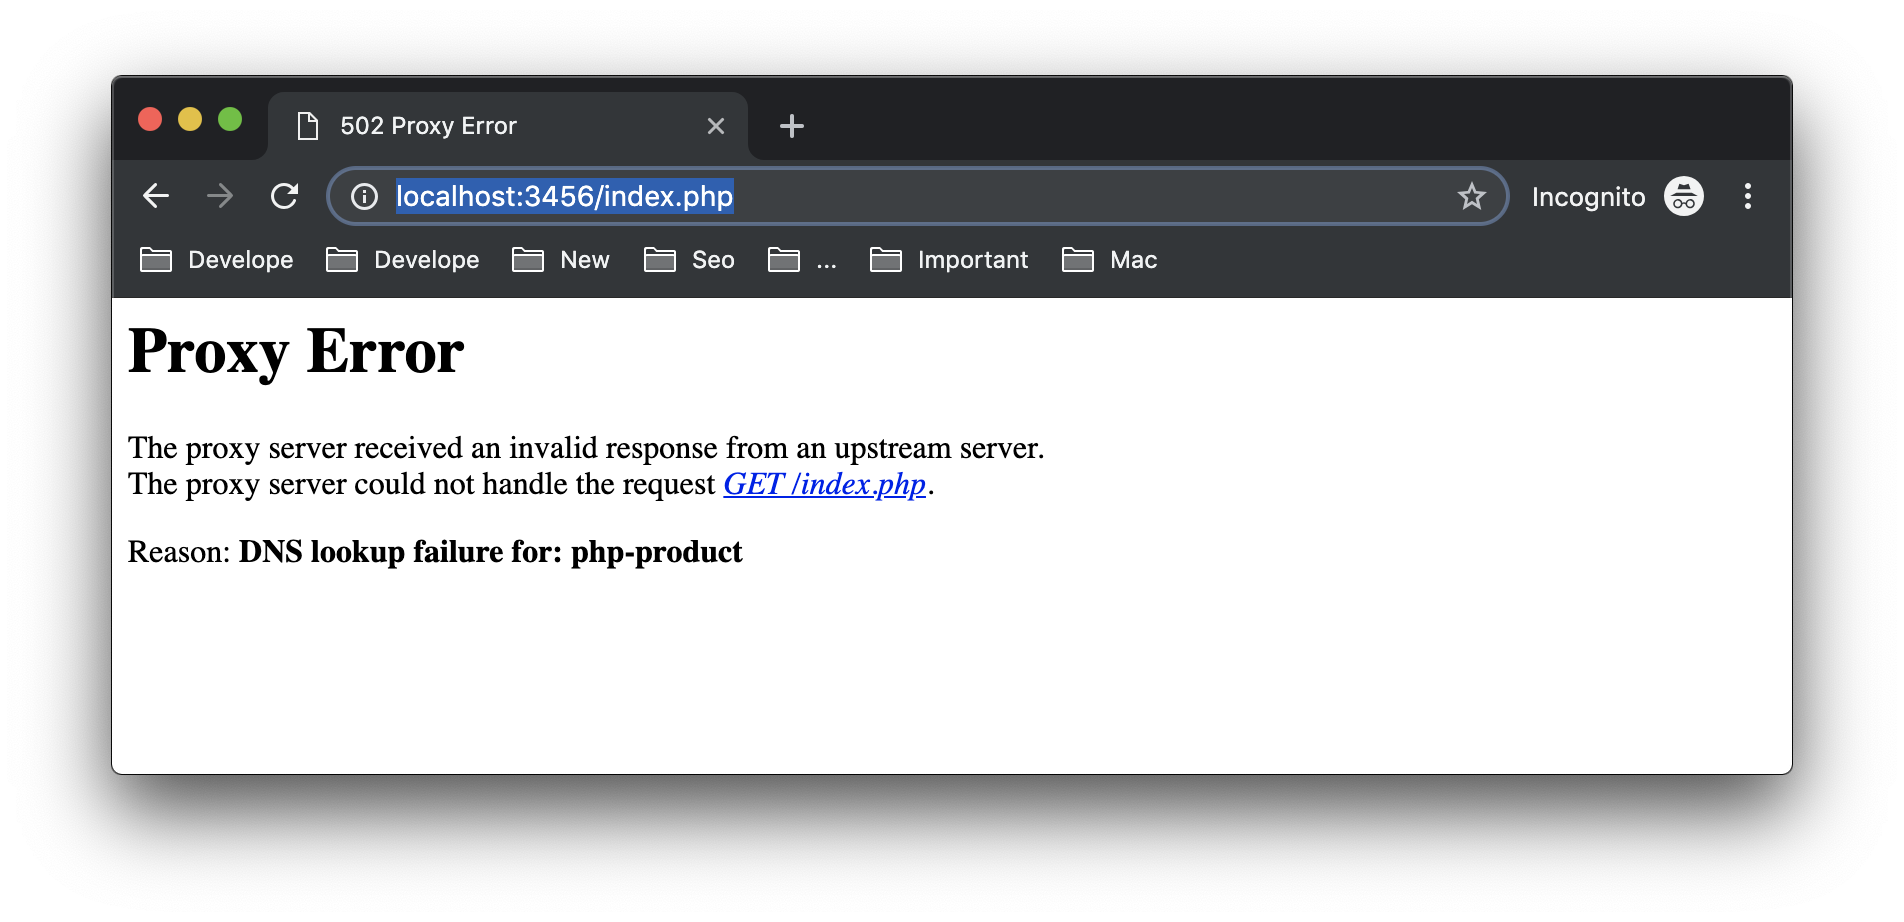 502 Proxy Error
localhost:3456/index.php
Incognito
Develope Develope New Seo ... Important Mac
Proxy Error
The proxy server received an invalid response from an upstream server.
The proxy server could not handle the request GET /index.php.
Reason: DNS lookup failure for: php-product